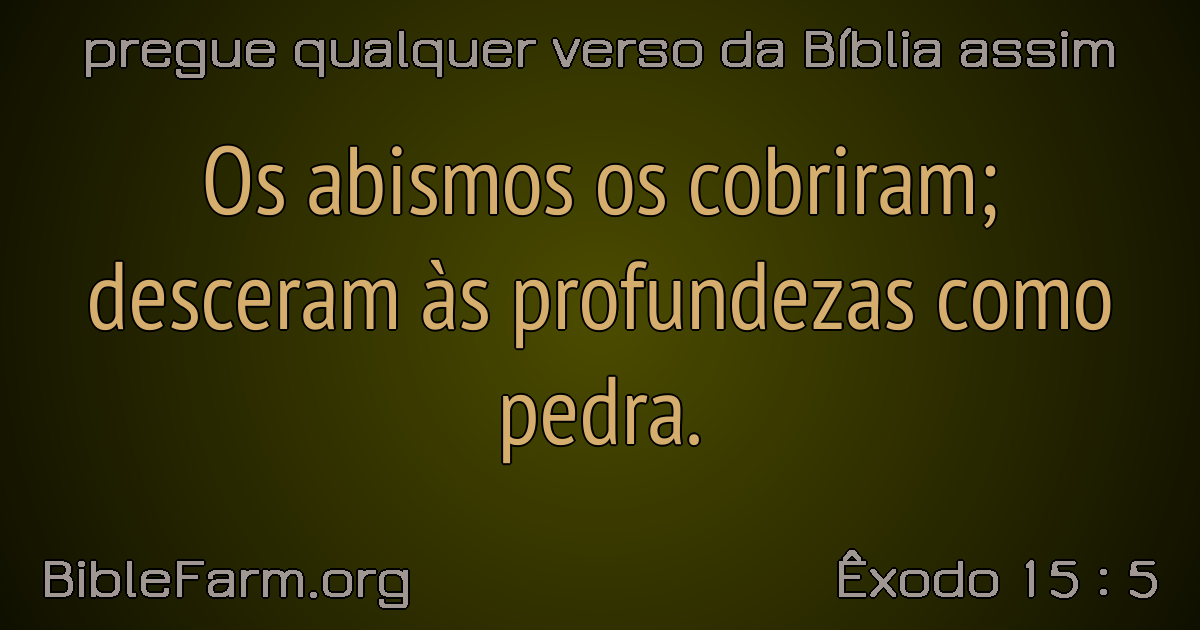 pregue qualquer verso da Bíblia assim
Os abismos os cobriram;
desceram às profundezas como
pedra.
BibleFarm.org
Êxodo 15 : 5